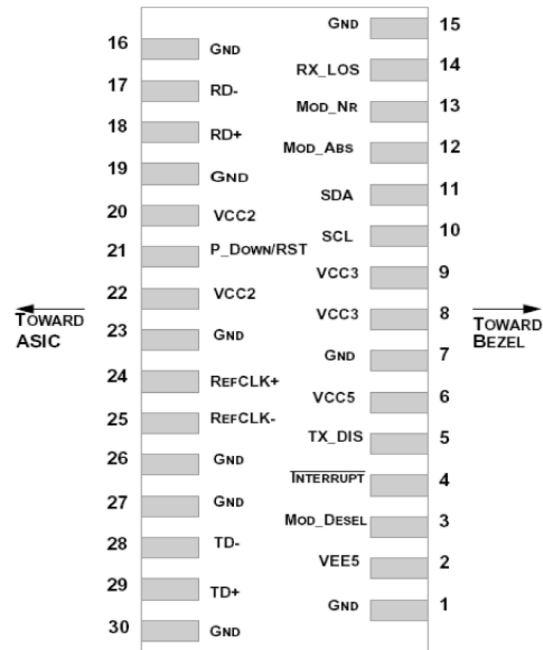 GND 15
16 GND
RX_LOS 14
17 RD-
MOD_NR 13
18 RD+
MOD_ABS 12
19 GND
SDA 11
20 VCC2
SCL 10
21 P_DOWN/RST
VCC3 9
22 VCC2
VCC3 8
TOWARD
ASIC
TOWARD
BEZEL
23 GND
GND 7
24 REFCLK+
VCC5 6
25 REFCLK-
TX_DIS 5
26 GND
INTERRUPT 4
27 GND
MOD_DESEL 3
28 TD-
VEE5 2
29 TD+
GND 1
30 GND